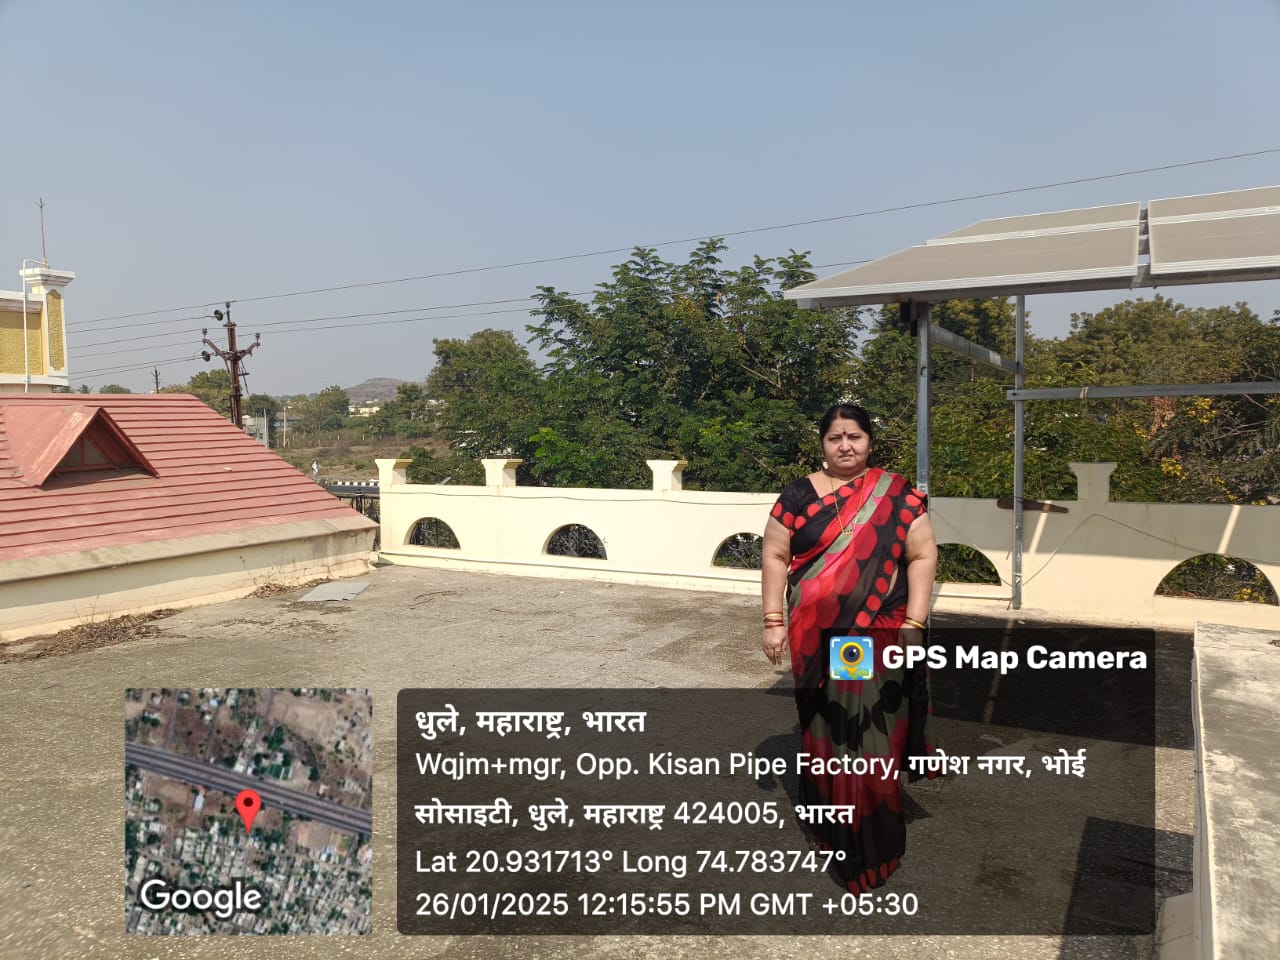 GPS Map Camera
धुले, महाराष्ट्र, भारत
Wqjm+mgr, Opp. Kisan Pipe Factory, गणेश नगर, भोई
सोसाइटी, धुले, महाराष्ट्र 424005, भारत
Lat 20.931713° Long 74.783747°
26/01/2025 12:15:55 PM GMT +05:30
Google